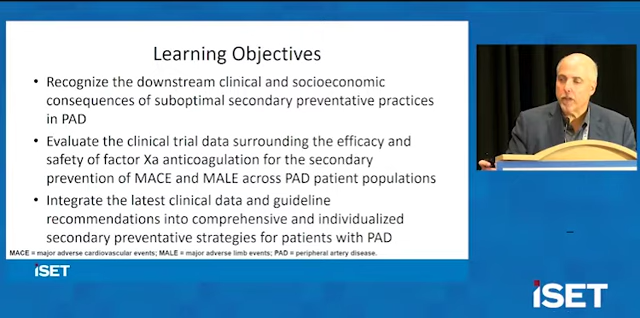 Learning Objectives
• Recognize the downstream clinical and socioeconomic
consequences of suboptimal secondary preventative practices
in PAD
• Evaluate the clinical trial data surrounding the efficacy and
safety of factor Xa anticoagulation for the secondary
prevention of MACE and MALE across PAD patient populations
• Integrate the latest clinical data and guideline
recommendations into comprehensive and individualized
secondary preventative strategies for patients with PAD
MACE = major adverse cardiovascular events; MALE = major adverse limb events; PAD = peripheral artery disease.
iSET
iSET